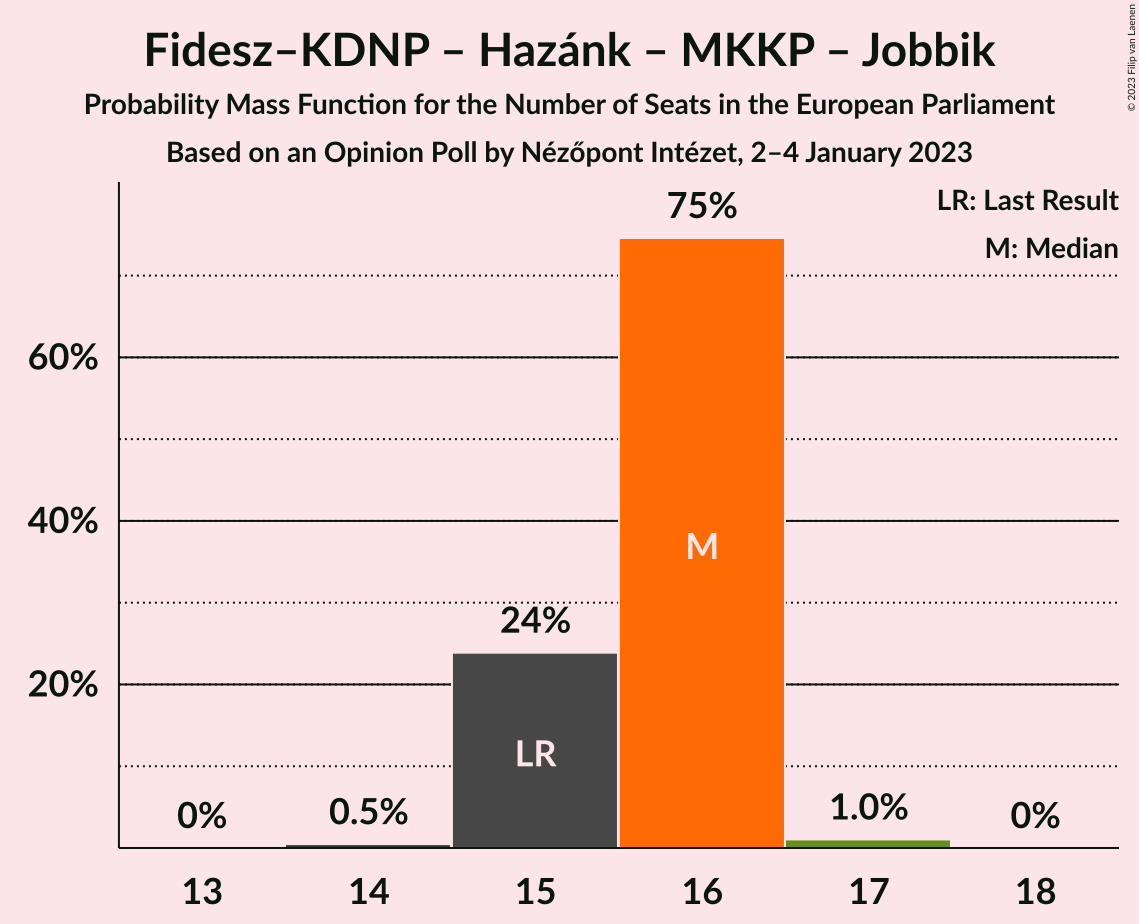 Fidesz–KDNP – Hazánk – MKKP – Jobbik
Probability Mass Function for the Number of Seats in the European Parliament
Based on an Opinion Poll by Nézőpont Intézet, 2–4 January 2023
© 2023 Filip van Laenen
LR: Last Result
M: Median
75%
60%
40%
M
24%
20%
LR
0%
0.5%
1.0%
0%
13
14
15
16
17
18